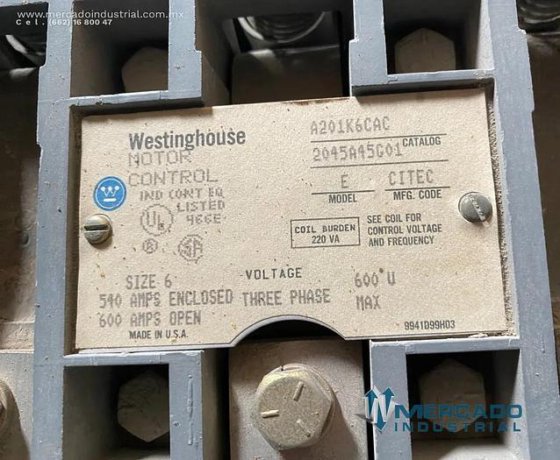 www.mercadoindustrial.com.mx
Cel. (662) 16 800 47
Westinghouse
MOTOR
CONTROL
IND CONT EQ
UL
LISTED
466E
®
SA
A201K6CAC
CATALOG
2045A45G01
E CITEC
MODEL MFG. CODE
COIL BURDEN
220 VA
SEE COIL FOR
CONTROL VOLTAGE
AND FREQUENCY
SIZE 6 VOLTAGE 600 V
540 AMPS ENCLOSED THREE PHASE MAX
600 AMPS OPEN
MADE IN U.S.A. 9941D99H03
MERCADO
INDUSTRIAL